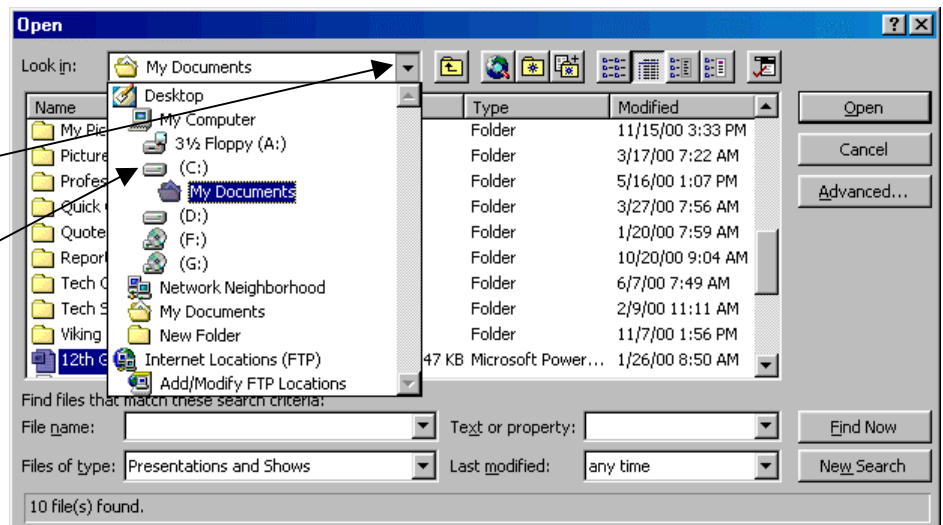 Open
Look in: My Documents
Desktop
My Computer
3½ Floppy (A:)
(C:)
My Documents
(D:)
(F:)
(G:)
Network Neighborhood
My Documents
New Folder
Internet Locations (FTP)
Add/Modify FTP Locations
Name Type Modified
My Pic Folder 11/15/00 3:33 PM
Picture Folder 3/17/00 7:22 AM
Profes Folder 5/16/00 1:07 PM
Quick Folder 3/27/00 7:56 AM
Quote Folder 1/20/00 7:59 AM
Report Folder 10/20/00 9:04 AM
Tech Folder 6/7/00 7:49 AM
Tech S Folder 2/9/00 11:11 AM
Viking Folder 11/7/00 1:56 PM
12th G 47 KB Microsoft Power... 1/26/00 8:50 AM
Open
Cancel
Advanced...
Find files that match these search criteria:
File name: Text or property: Find Now
Files of type: Presentations and Shows Last modified: any time New Search
10 file(s) found.